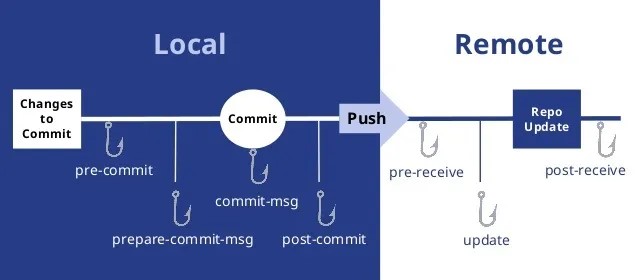 Local
Remote
Changes
to
Commit
Commit
Push
Repo
Update
pre-commit
prepare-commit-msg
commit-msg
post-commit
pre-receive
update
post-receive